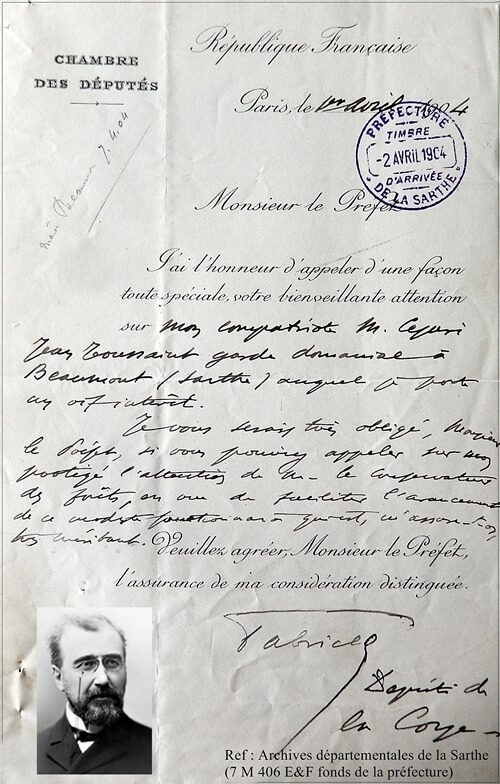 République Française
CHAMBRE
DES DÉPUTÉS
Paris, le 1er avril 1904
PRÉFECTURE
TIMBRE
-2 AVRIL 1904
D'ARRIVÉE
DE LA SARTHE
7.4.04
Monsieur le Préfet
J'ai l'honneur d'appeler d'une façon
toute spéciale, votre bienveillante attention
sur mon compatriote M.
Jean Toussaint garde domanial à
Beaumont (Sarthe) auquel je porte
un vif intérêt.
Je vous serais très obligé, Monsieur
le Préfet, si vous pouviez appeler sur mon
protégé l'attention de M. le Conservateur
des forêts, en vue de faciliter l'avancement
de ce modeste fonctionnaire qui est, m'assure-t-on,
très méritant. Veuillez agréer, Monsieur le Préfet,
l'assurance de ma considération distinguée.
Député de
la Corse
Ref : Archives départementales de la Sarthe
(7 M 406 E&F fonds de la préfecture)